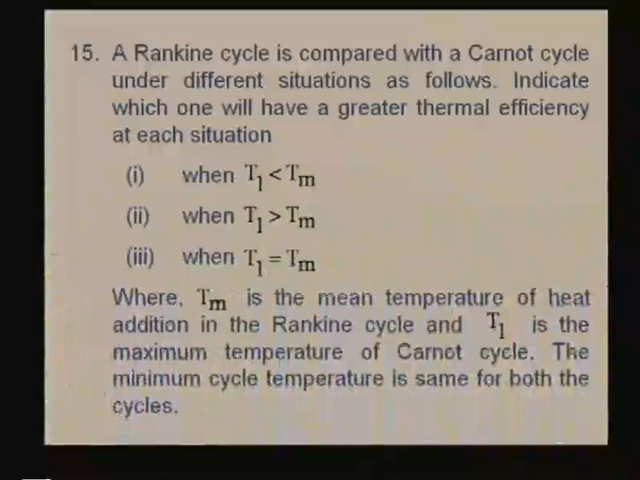 15. A Rankine cycle is compared with a Carnot cycle
under different situations as follows. Indicate
which one will have a greater thermal efficiency
at each situation
(i) when T₁ < Tm
(ii) when T₁ > Tm
(iii) when T₁ = Tm
Where, Tm is the mean temperature of heat
addition in the Rankine cycle and T₁ is the
maximum temperature of Carnot cycle. The
minimum cycle temperature is same for both the
cycles.